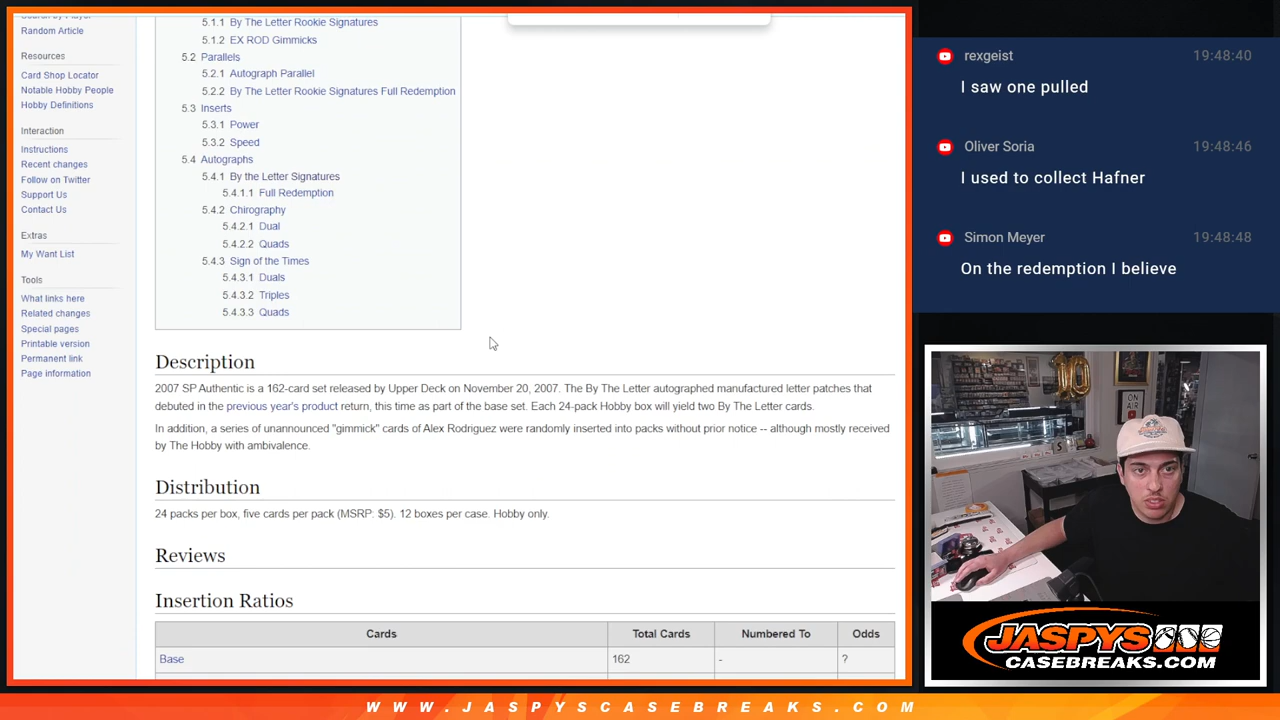 Random Article
Resources
Card Shop Locator
Notable Hobby People
Hobby Definitions
Interaction
Instructions
Recent changes
Follow on Twitter
Support Us
Contact Us
Extras
My Want List
Tools
What links here
Related changes
Special pages
Printable version
Permanent link
Page information
5.1.1 By The Letter Rookie Signatures
5.1.2 EX ROD Gimmicks
5.2 Parallels
5.2.1 Autograph Parallel
5.2.2 By The Letter Rookie Signatures Full Redemption
5.3 Inserts
5.3.1 Power
5.3.2 Speed
5.4 Autographs
5.4.1 By the Letter Signatures
5.4.1.1 Full Redemption
5.4.2 Chirography
5.4.2.1 Dual
5.4.2.2 Quads
5.4.3 Sign of the Times
5.4.3.1 Duals
5.4.3.2 Triples
5.4.3.3 Quads
Description
2007 SP Authentic is a 162-card set released by Upper Deck on November 20, 2007. The By The Letter autographed manufactured letter patches that
debuted in the previous year's product return, this time as part of the base set. Each 24-pack Hobby box will yield two By The Letter cards.
In addition, a series of unannounced "gimmick" cards of Alex Rodriguez were randomly inserted into packs without prior notice -- although mostly received
by The Hobby with ambivalence.
Distribution
24 packs per box, five cards per pack (MSRP: $5). 12 boxes per case. Hobby only.
Reviews
Insertion Ratios
Cards Total Cards Numbered To Odds
Base 162 - ?
rexgeist 19:48:40
I saw one pulled
Oliver Soria 19:48:46
I used to collect Hafner
Simon Meyer 19:48:48
On the redemption I believe
10
ON AIR
JASPYS
CASEBREAKS.COM
WWW.JASPYSCASEBREAKS.COM